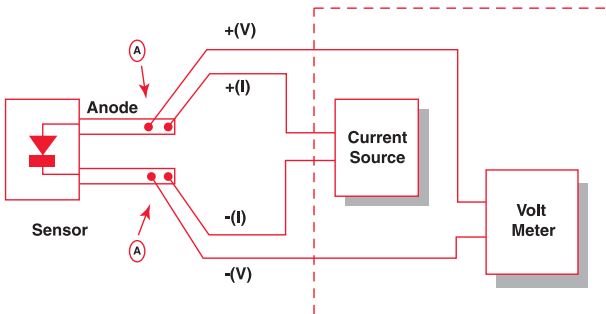 +(V)
A
+(I)
Anode
Current
Source
Sensor
-(I)
Volt
Meter
A
-(V)